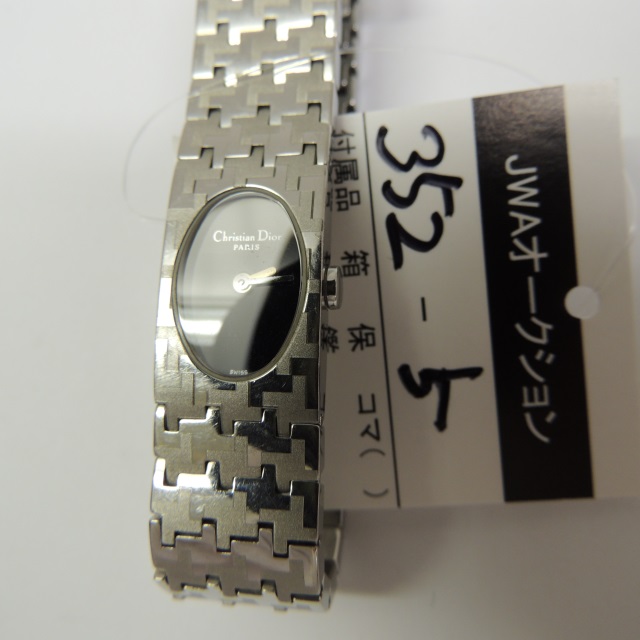 Christian Dior
PARIS
SWISS
JWAオークション
352-5
付属品 箱 保 コマ( )